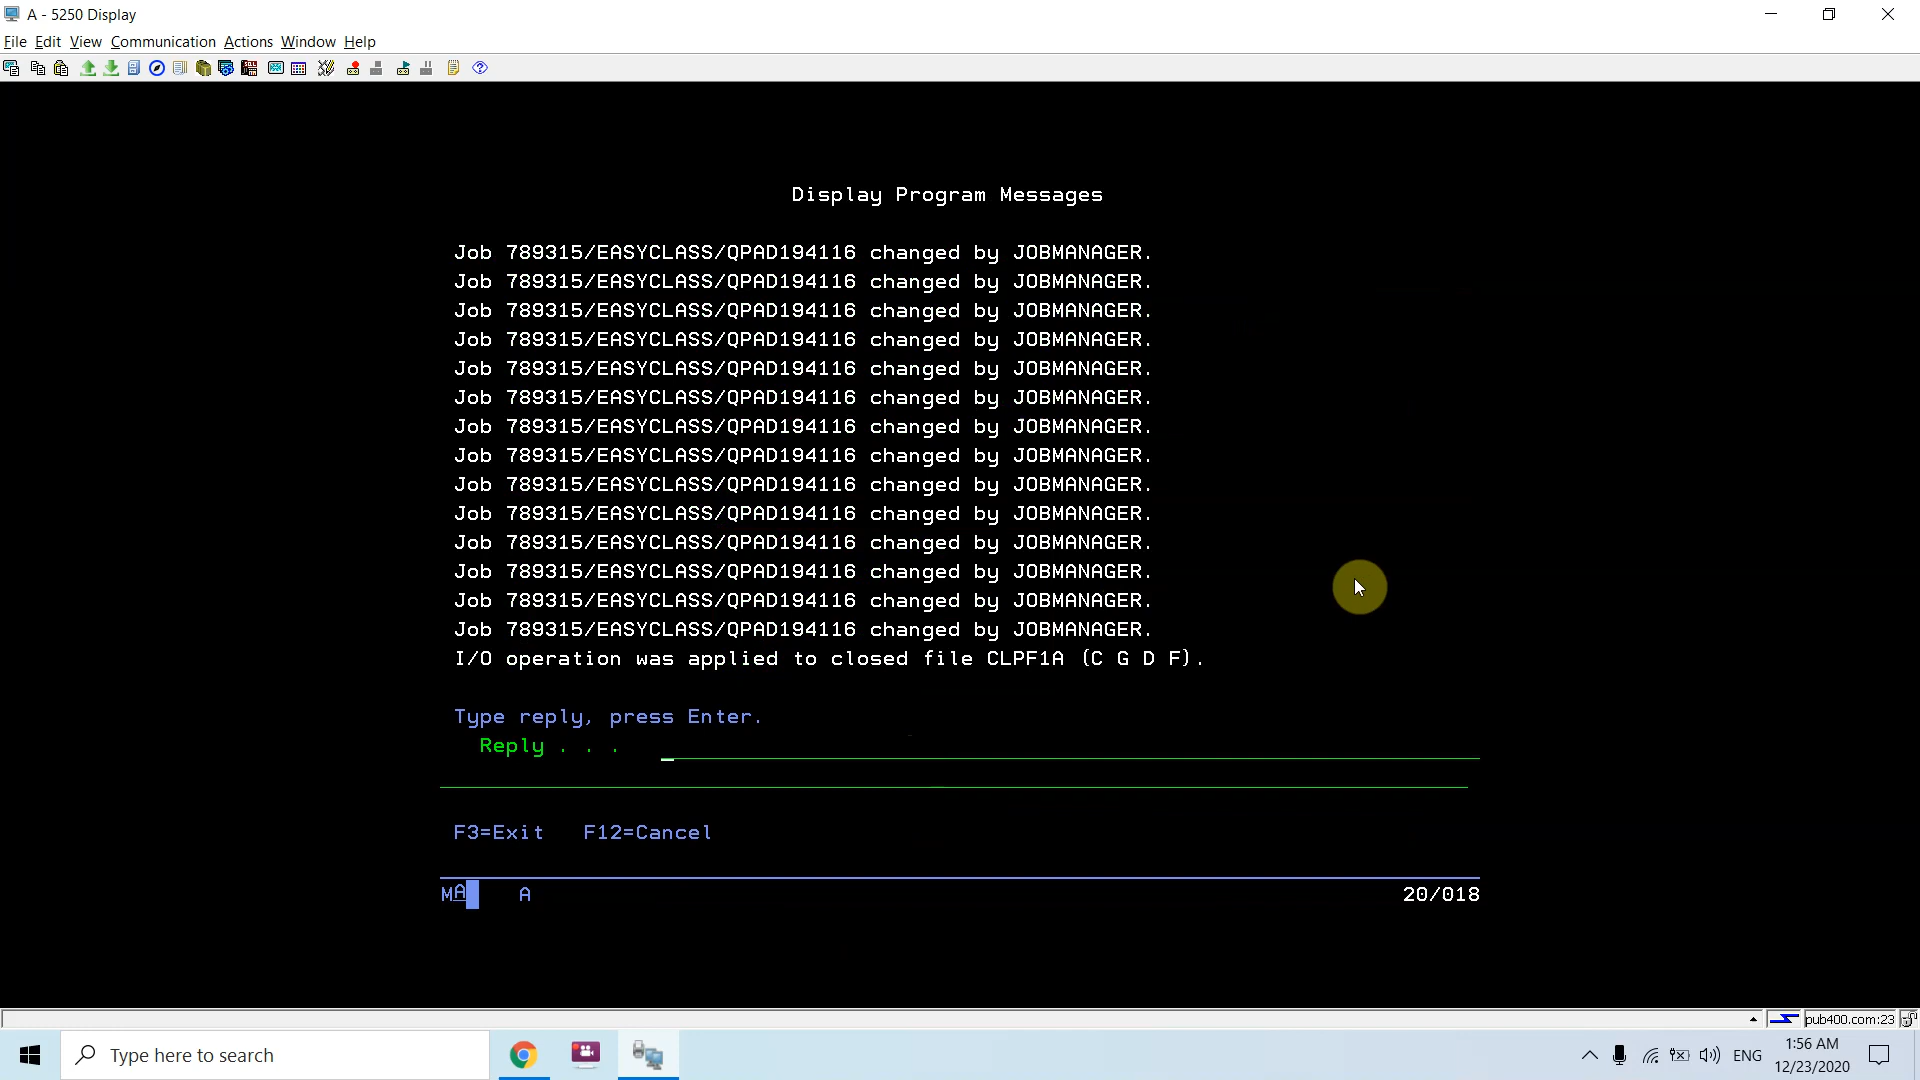 A - 5250 Display
File Edit View Communication Actions Window Help
Display Program Messages
Job 789315/EASYCLASS/QPAD194116 changed by JOBMANAGER.
Job 789315/EASYCLASS/QPAD194116 changed by JOBMANAGER.
Job 789315/EASYCLASS/QPAD194116 changed by JOBMANAGER.
Job 789315/EASYCLASS/QPAD194116 changed by JOBMANAGER.
Job 789315/EASYCLASS/QPAD194116 changed by JOBMANAGER.
Job 789315/EASYCLASS/QPAD194116 changed by JOBMANAGER.
Job 789315/EASYCLASS/QPAD194116 changed by JOBMANAGER.
Job 789315/EASYCLASS/QPAD194116 changed by JOBMANAGER.
Job 789315/EASYCLASS/QPAD194116 changed by JOBMANAGER.
Job 789315/EASYCLASS/QPAD194116 changed by JOBMANAGER.
Job 789315/EASYCLASS/QPAD194116 changed by JOBMANAGER.
Job 789315/EASYCLASS/QPAD194116 changed by JOBMANAGER.
Job 789315/EASYCLASS/QPAD194116 changed by JOBMANAGER.
Job 789315/EASYCLASS/QPAD194116 changed by JOBMANAGER.
I/O operation was applied to closed file CLPF1A (C G D F).
Type reply, press Enter.
Reply . . .
F3=Exit F12=Cancel
MA A 20/018
pub400.com:23
Type here to search
ENG
1:56 AM
12/23/2020